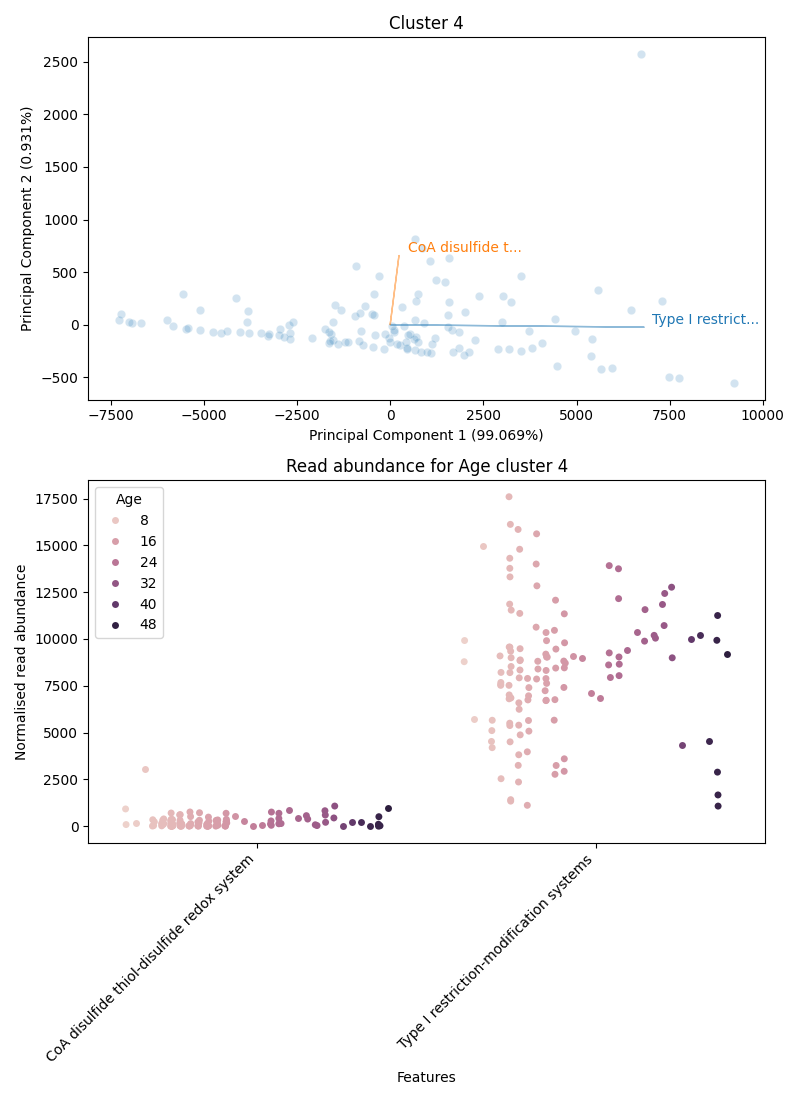 Cluster 4
2500
2000
1500
1000
500
0
−500
Principal Component 2 (0.931%)
CoA disulfide t...
Type I restrict...
−7500 −5000 −2500 0 2500 5000 7500 10000
Principal Component 1 (99.069%)
Read abundance for Age cluster 4
17500
15000
12500
10000
7500
5000
2500
0
Normalised read abundance
Age
8
16
24
32
40
48
CoA disulfide thiol-disulfide redox system
Type I restriction-modification systems
Features